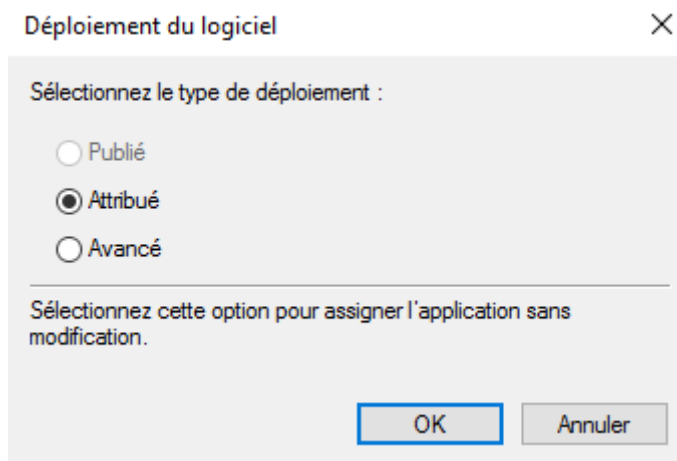 Déploiement du logiciel
Sélectionnez le type de déploiement :
Publié
Attribué
Avancé
Sélectionnez cette option pour assigner l'application sans
modification.
OK Annuler